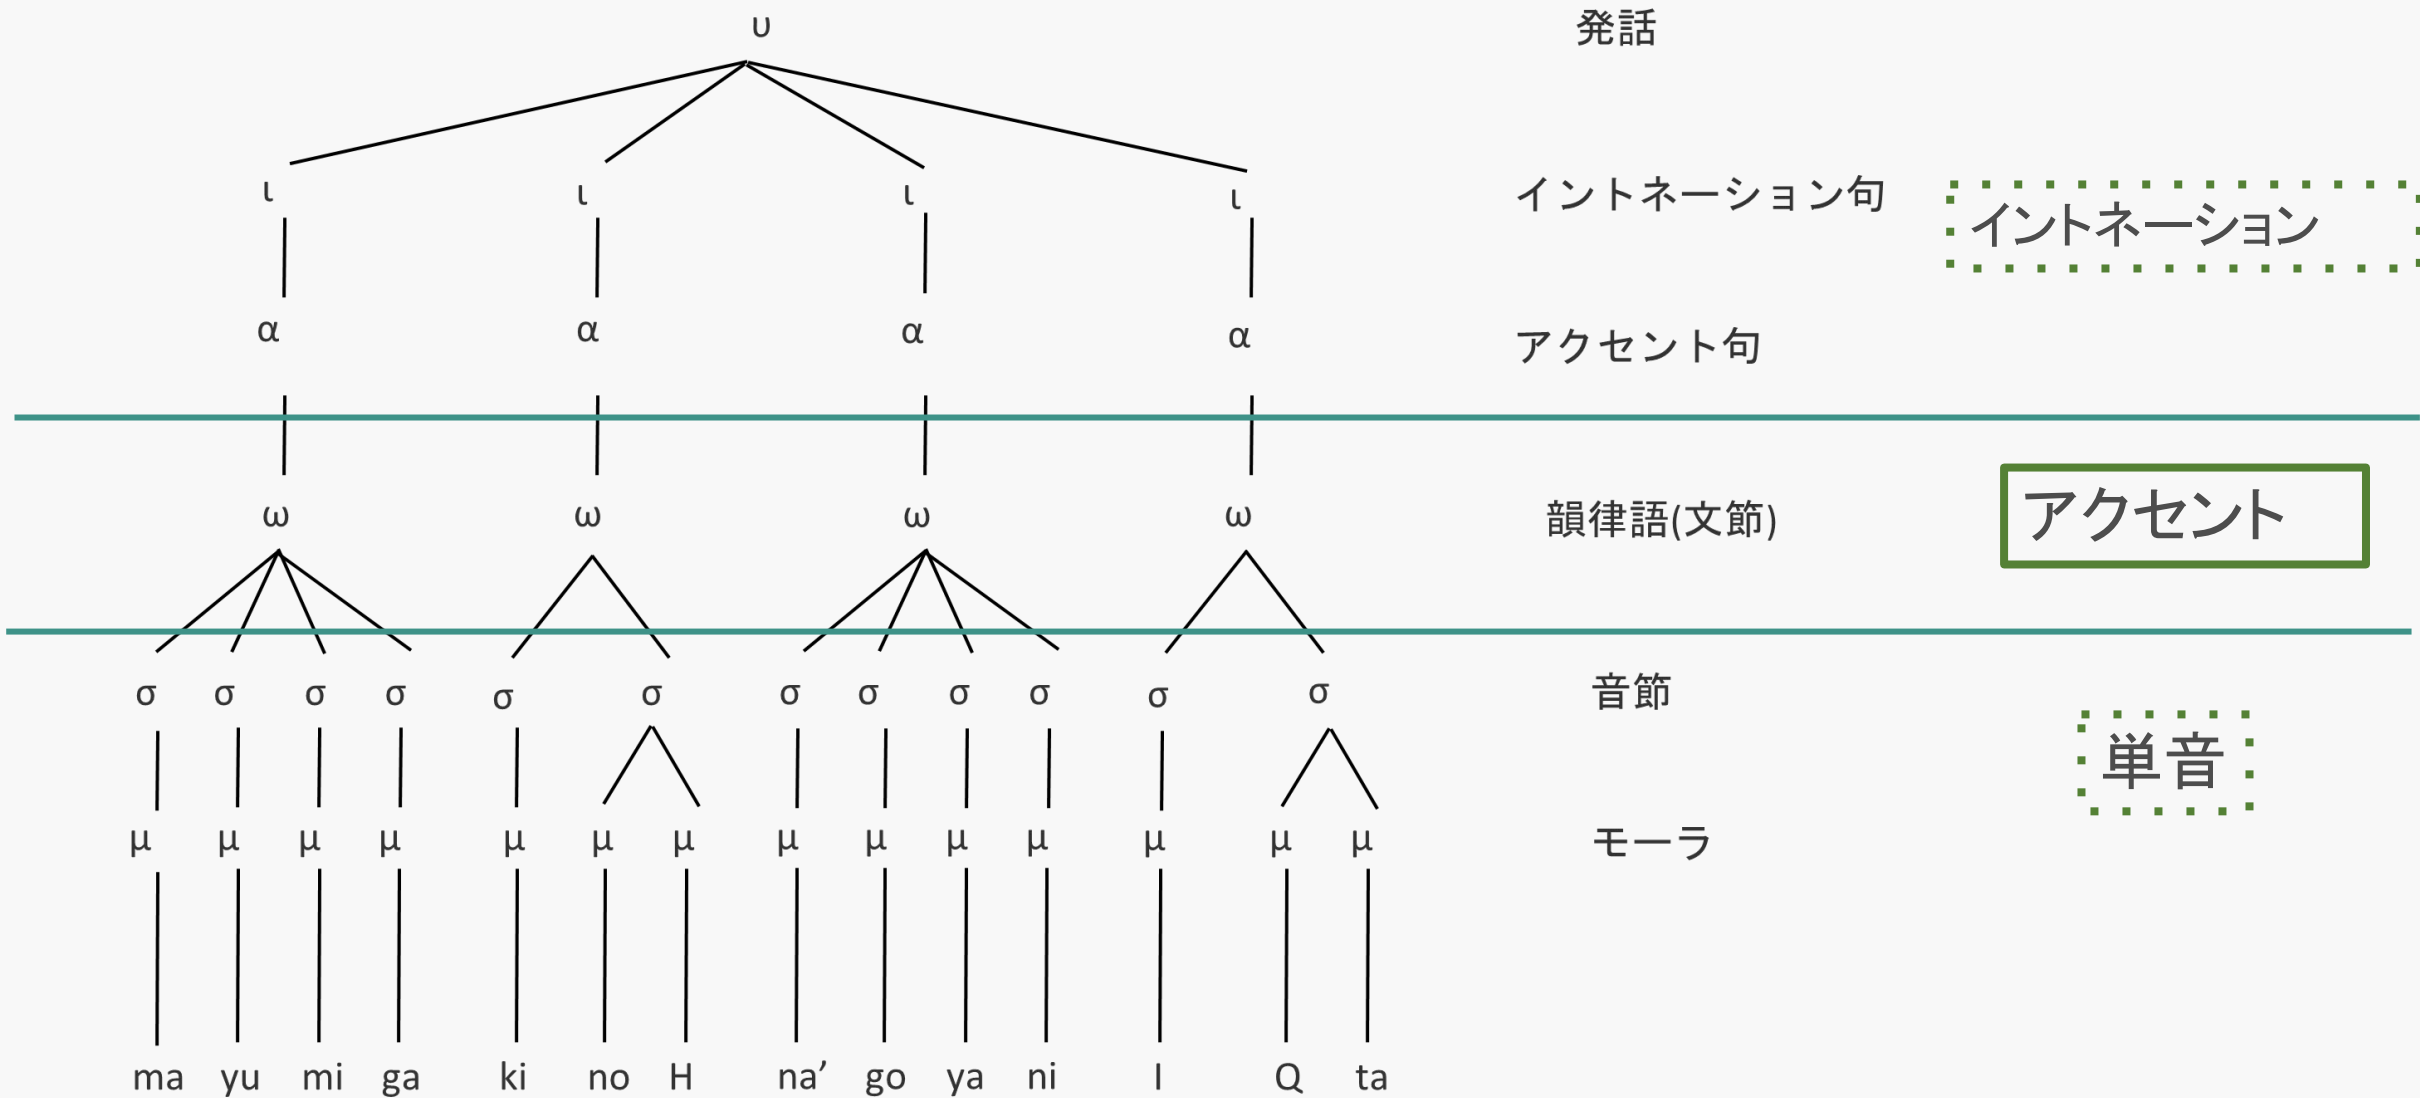 υ 発話
ι ι ι ι イントネーション句 イントネーション
α α α α アクセント句
ω ω ω ω 韻律語(文節) アクセント
σ σ σ σ σ σ σ σ σ σ σ σ 音節
単音
μ μ μ μ μ μ μ μ μ μ μ μ μ μ モーラ
ma yu mi ga ki no H na’ go ya ni I Q ta